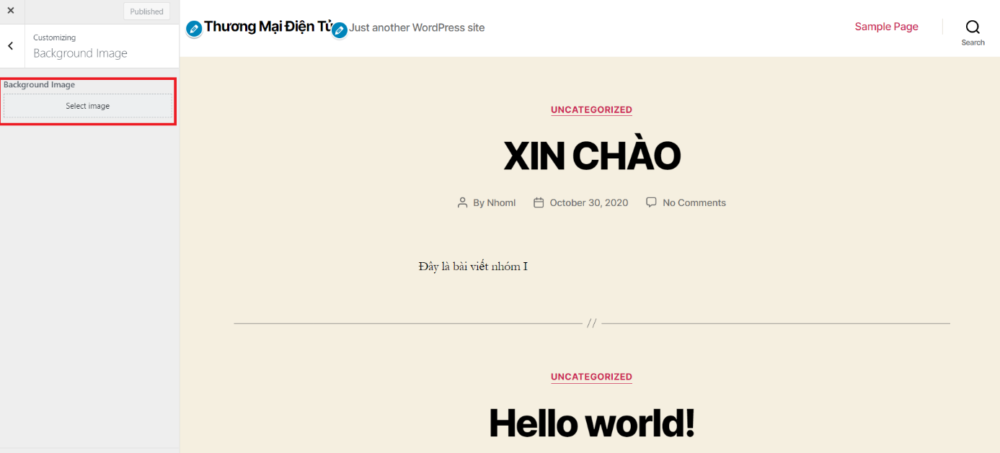 Published
Customizing
Background Image
Background Image
Select image
Thương Mại Điện Tử
Just another WordPress site
Sample Page
Search
UNCATEGORIZED
XIN CHÀO
By Nhoml
October 30, 2020
No Comments
Đây là bài viết nhóm I
//
UNCATEGORIZED
Hello world!